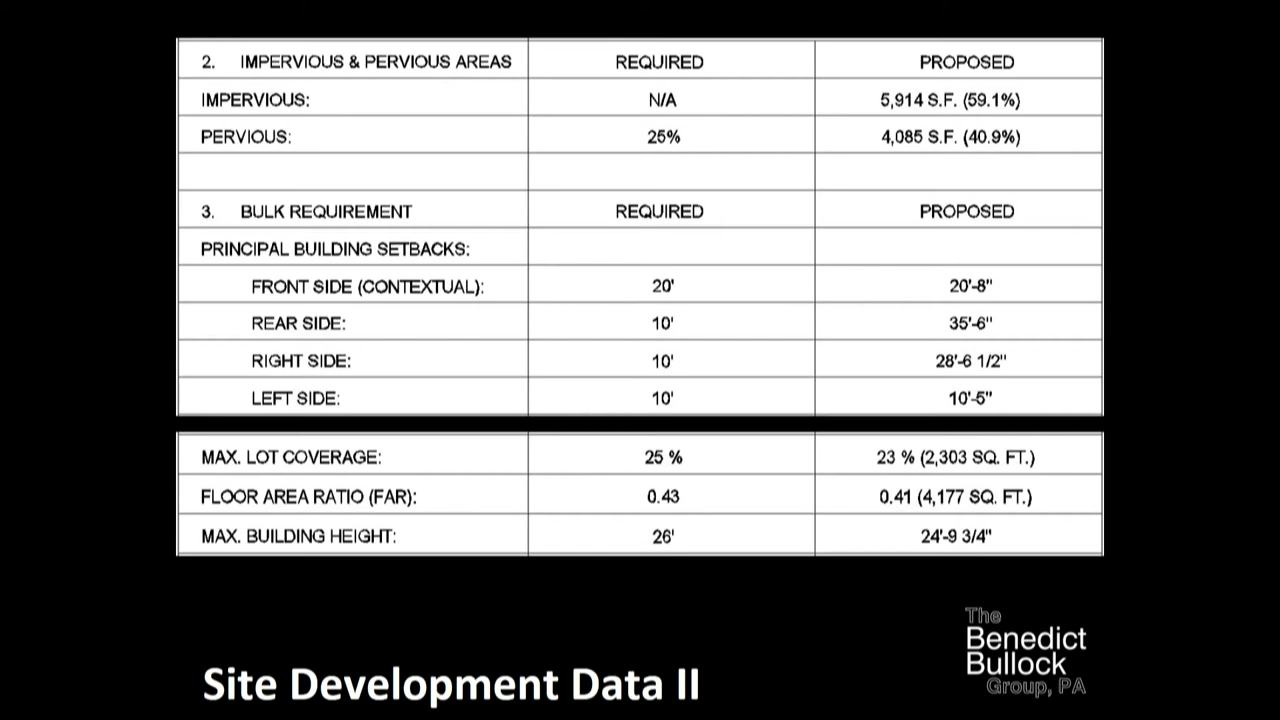 2. IMPERVIOUS & PERVIOUS AREAS REQUIRED PROPOSED
IMPERVIOUS: N/A 5,914 S.F. (59.1%)
PERVIOUS: 25% 4,085 S.F. (40.9%)
3. BULK REQUIREMENT REQUIRED PROPOSED
PRINCIPAL BUILDING SETBACKS:
FRONT SIDE (CONTEXTUAL): 20' 20'-8"
REAR SIDE: 10' 35'-6"
RIGHT SIDE: 10' 28'-6 1/2"
LEFT SIDE: 10' 10'-5"
MAX. LOT COVERAGE: 25 % 23 % (2,303 SQ. FT.)
FLOOR AREA RATIO (FAR): 0.43 0.41 (4,177 SQ. FT.)
MAX. BUILDING HEIGHT: 26' 24'-9 3/4"
The
Benedict
Bullock
Group, PA
Site Development Data II